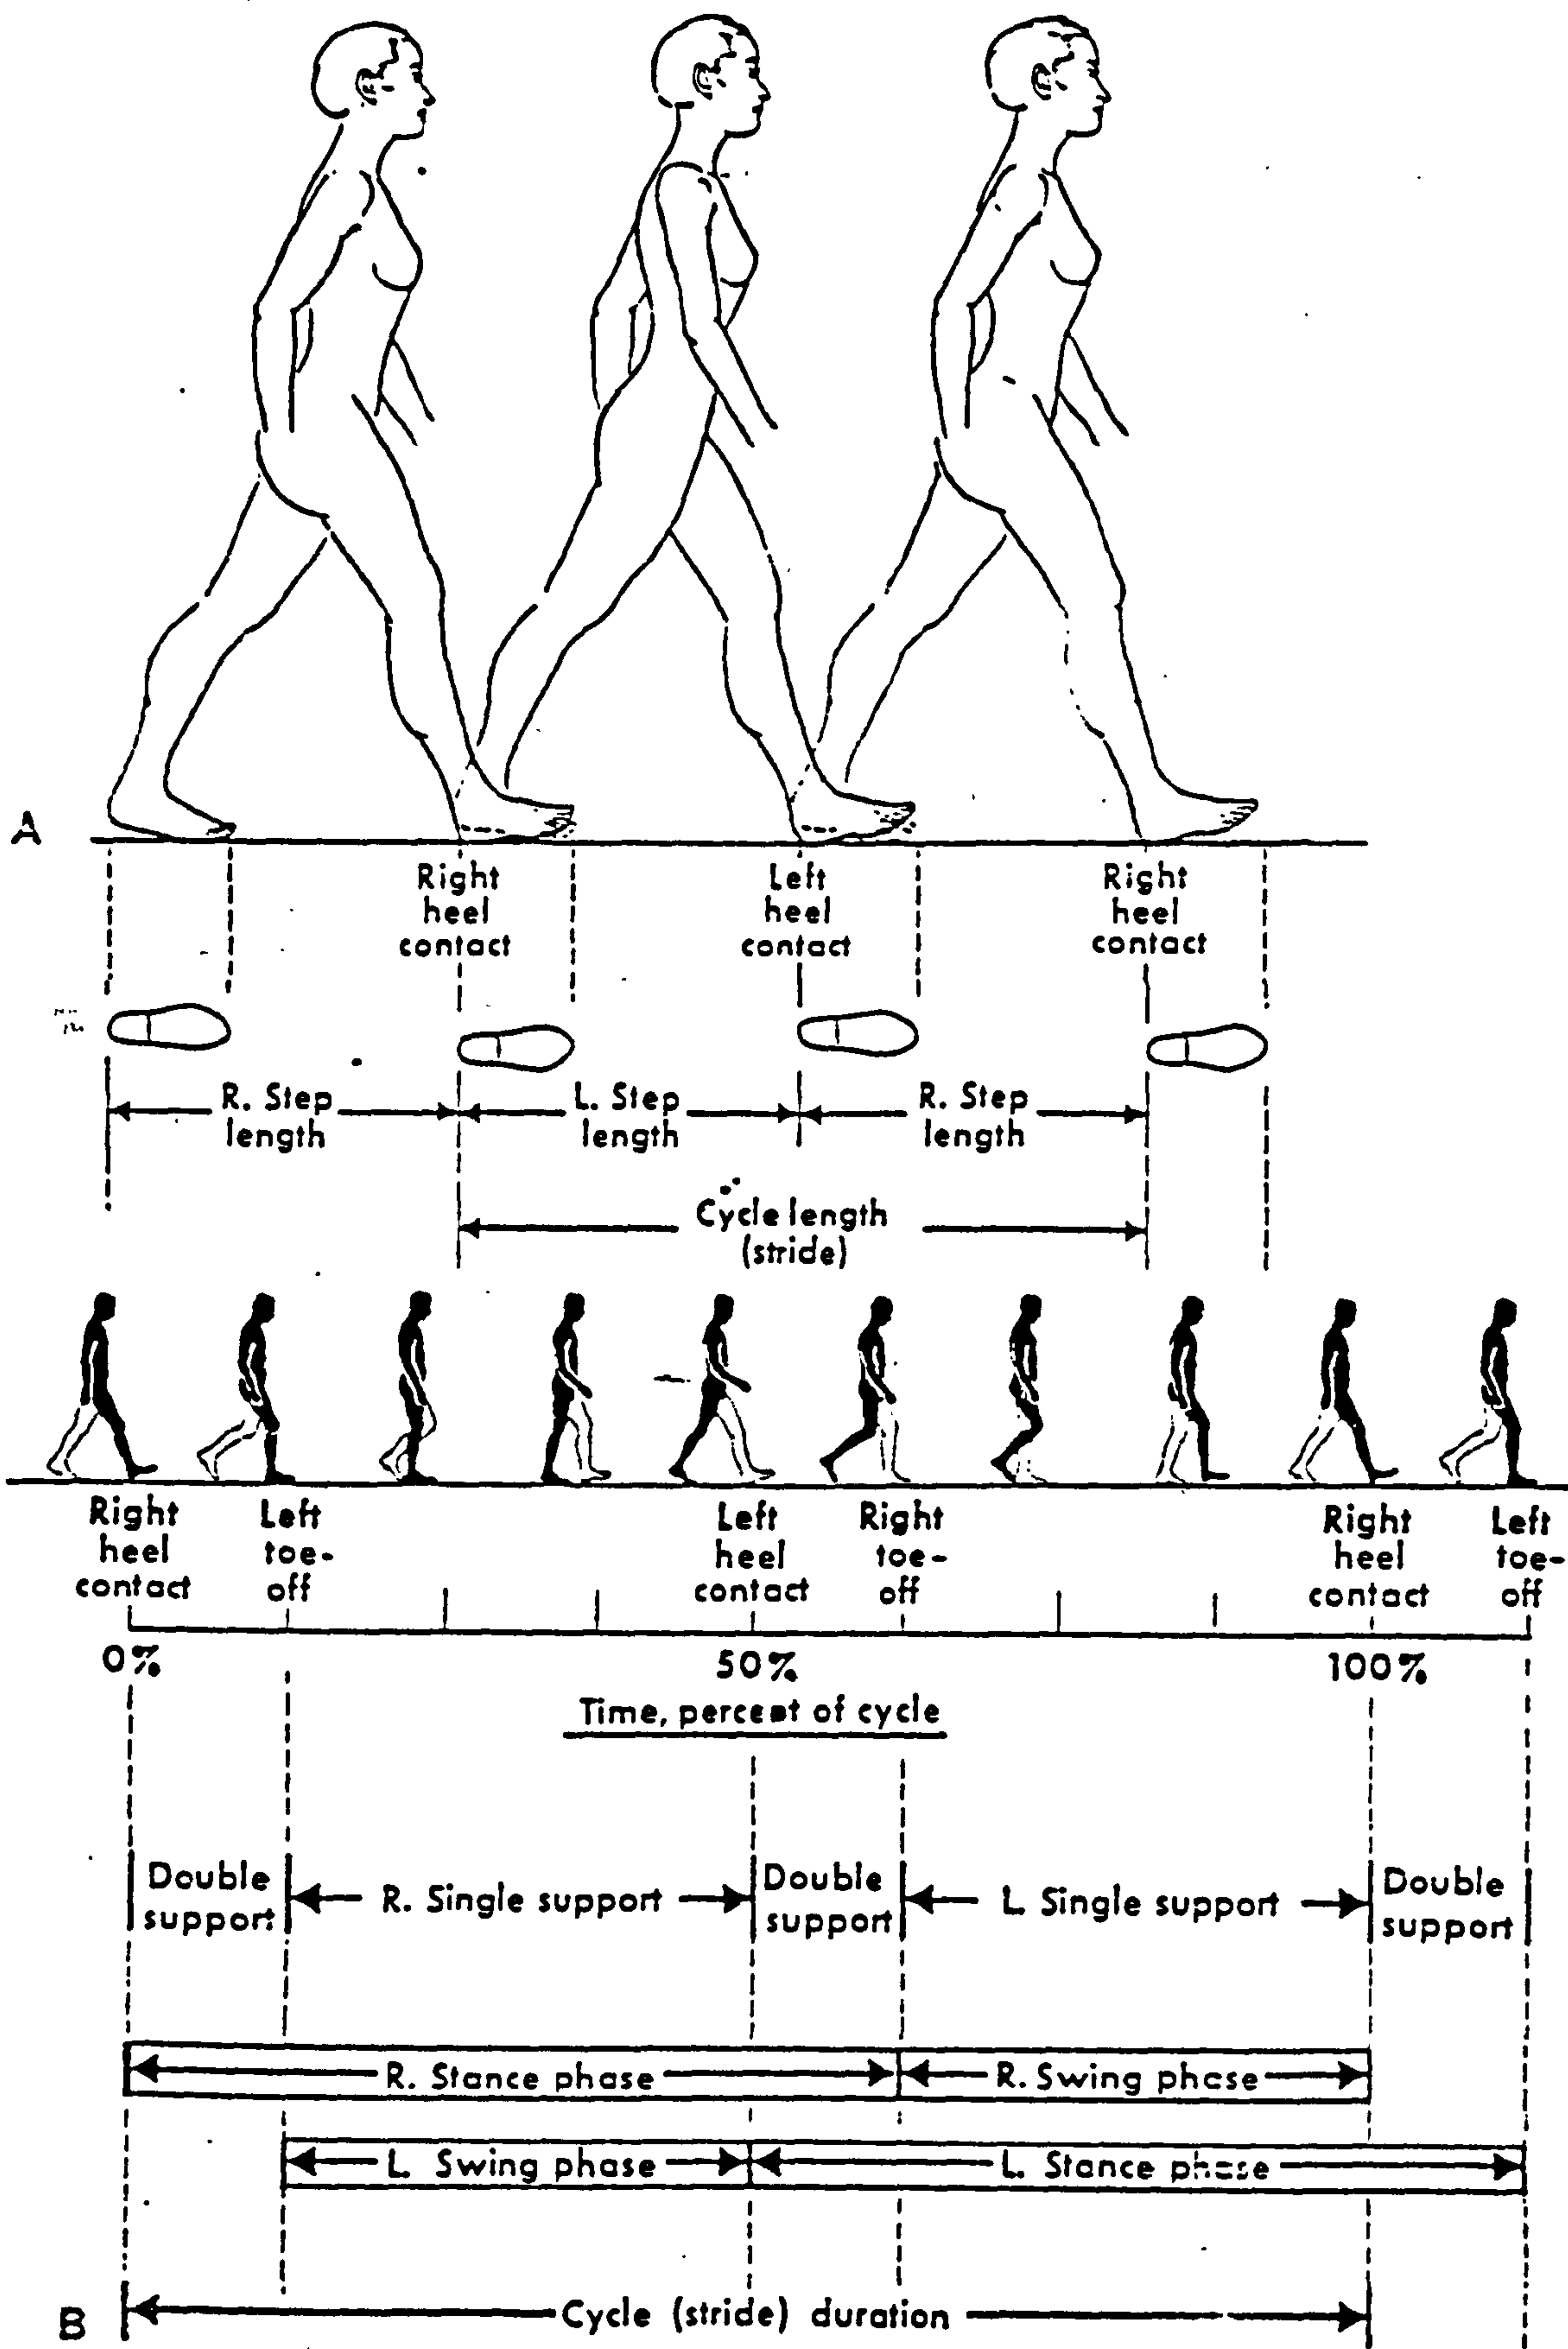 A
Right
heel
contact
Left
heel
contact
Right
heel
contact
R. Step
length
L. Step
length
R. Step
length
Cycle length
(stride)
Right
heel
contact
Left
toe-
off
Left
heel
contact
Right
toe-
off
Right
heel
contact
Left
toe-
off
0%
50%
100%
Time, percent of cycle
Double
support
R. Single support
Double
support
L. Single support
Double
support
R. Stance phase
R. Swing phase
L. Swing phase
L. Stance phase
B
Cycle (stride) duration